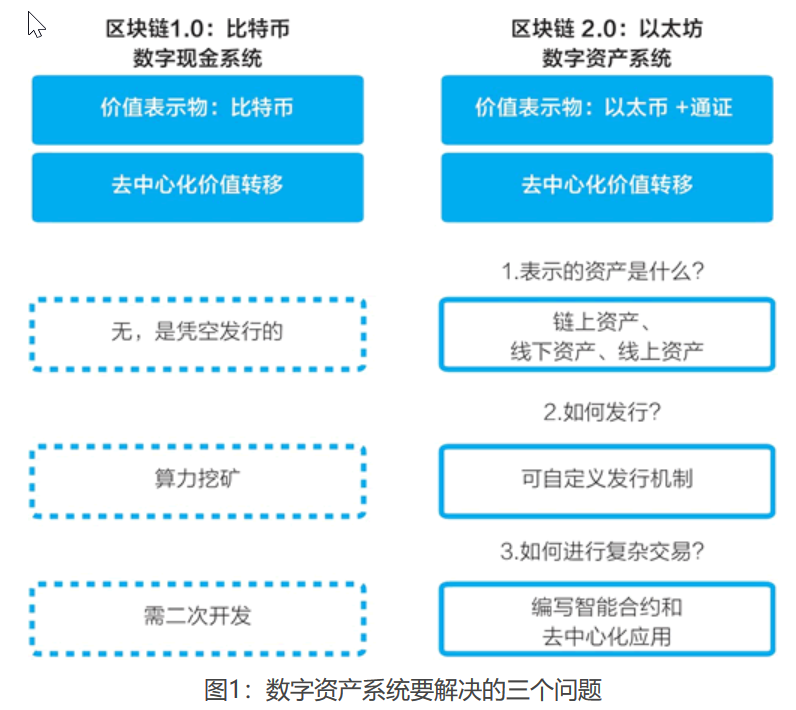 区块链1.0：比特币
数字现金系统
价值表示物：比特币
去中心化价值转移
无，是凭空发行的
算力挖矿
需二次开发
区块链 2.0：以太坊
数字资产系统
价值表示物：以太币 +通证
去中心化价值转移
1.表示的资产是什么？
链上资产、
线下资产、线上资产
2.如何发行？
可自定义发行机制
3.如何进行复杂交易？
编写智能合约和
去中心化应用
图1：数字资产系统要解决的三个问题